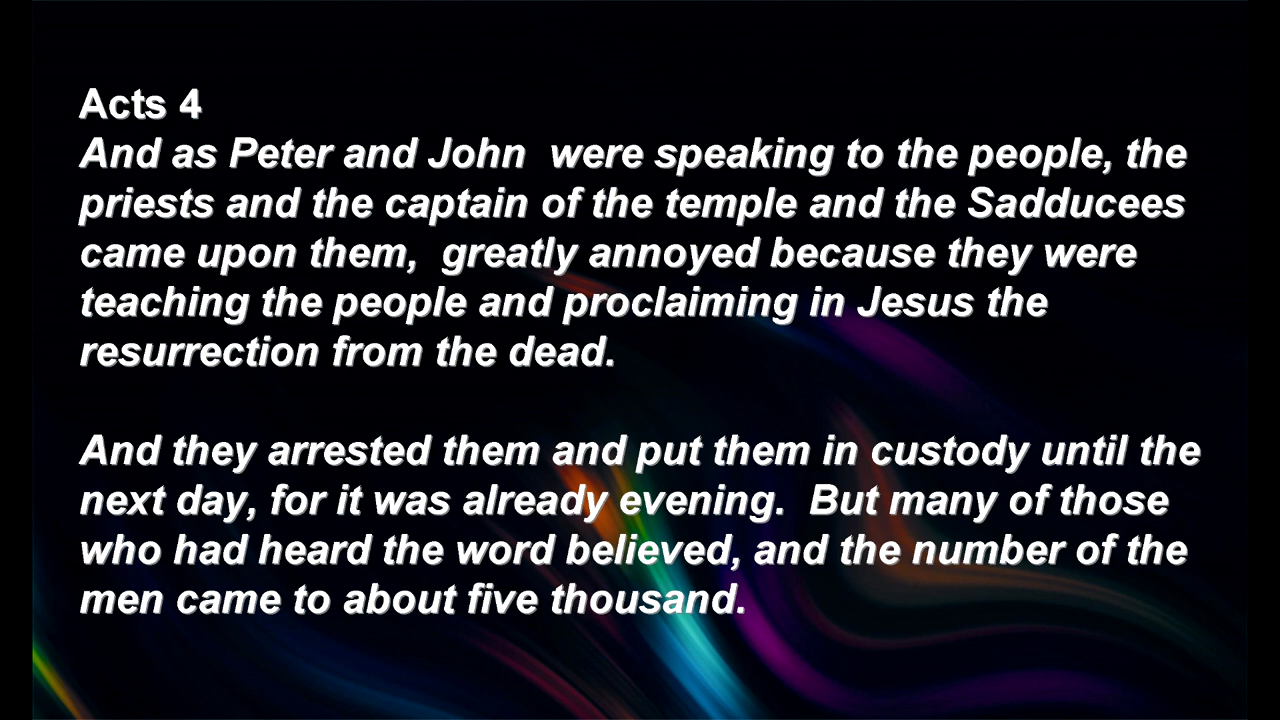 Acts 4
And as Peter and John  were speaking to the people, the
priests and the captain of the temple and the Sadducees
came upon them,  greatly annoyed because they were
teaching the people and proclaiming in Jesus the
resurrection from the dead.
And they arrested them and put them in custody until the
next day, for it was already evening.  But many of those
who had heard the word believed, and the number of the
men came to about five thousand.